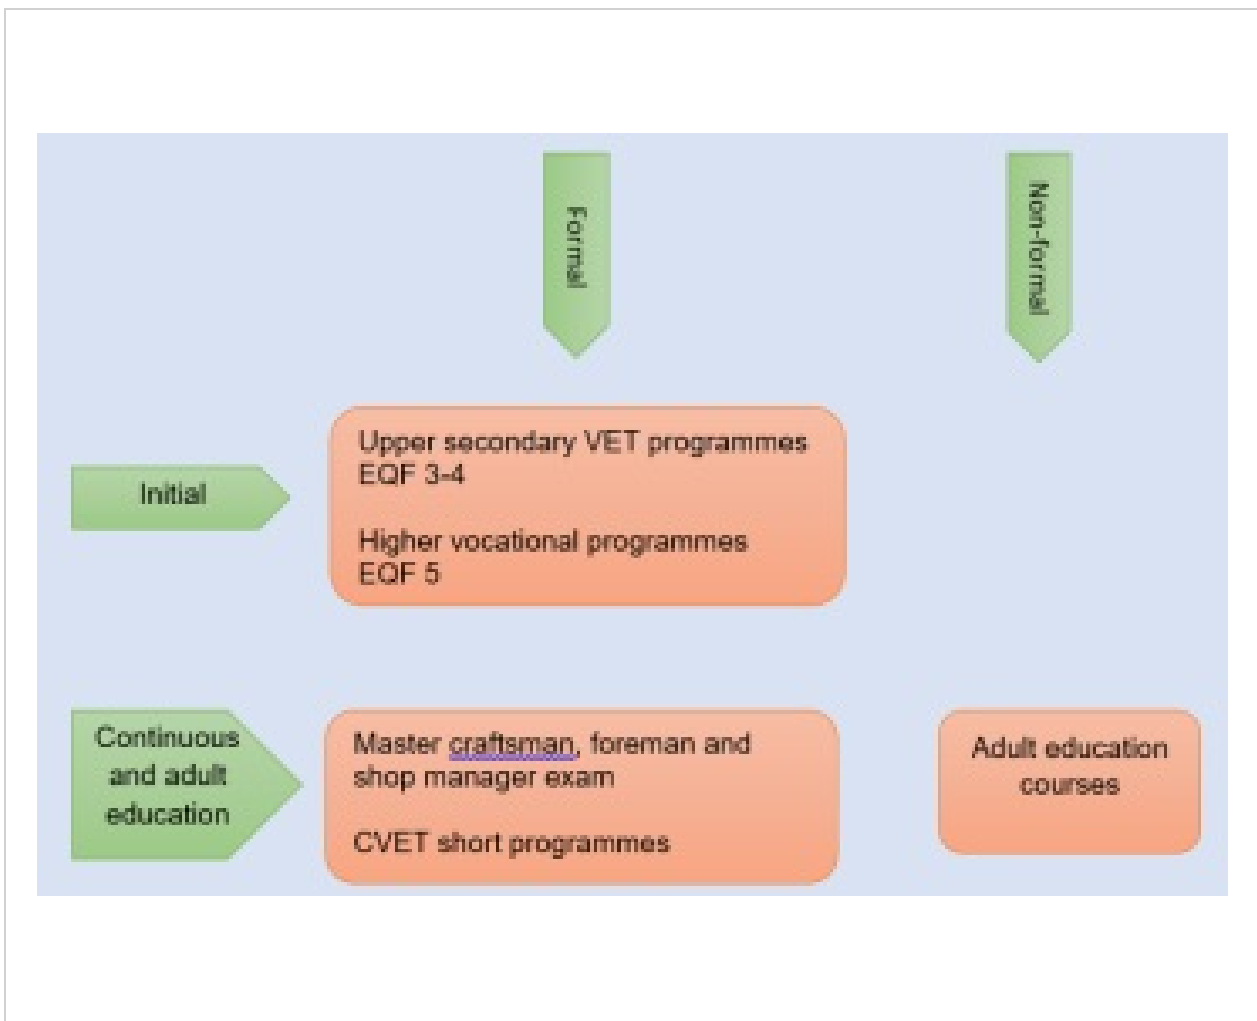 Formal
Non-formal
Initial
Upper secondary VET programmes
EQF 3-4
Higher vocational programmes
EQF 5
Continuous
and adult
education
Master craftsman, foreman and
shop manager exam
CVET short programmes
Adult education
courses